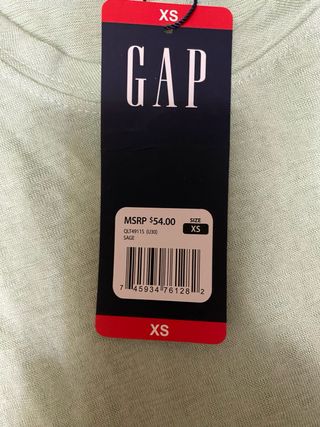 XS
GAP
MSRP $54.00 SIZE
QLT49115 (U30) XS
SAGE
7 45934 76128 2
XS